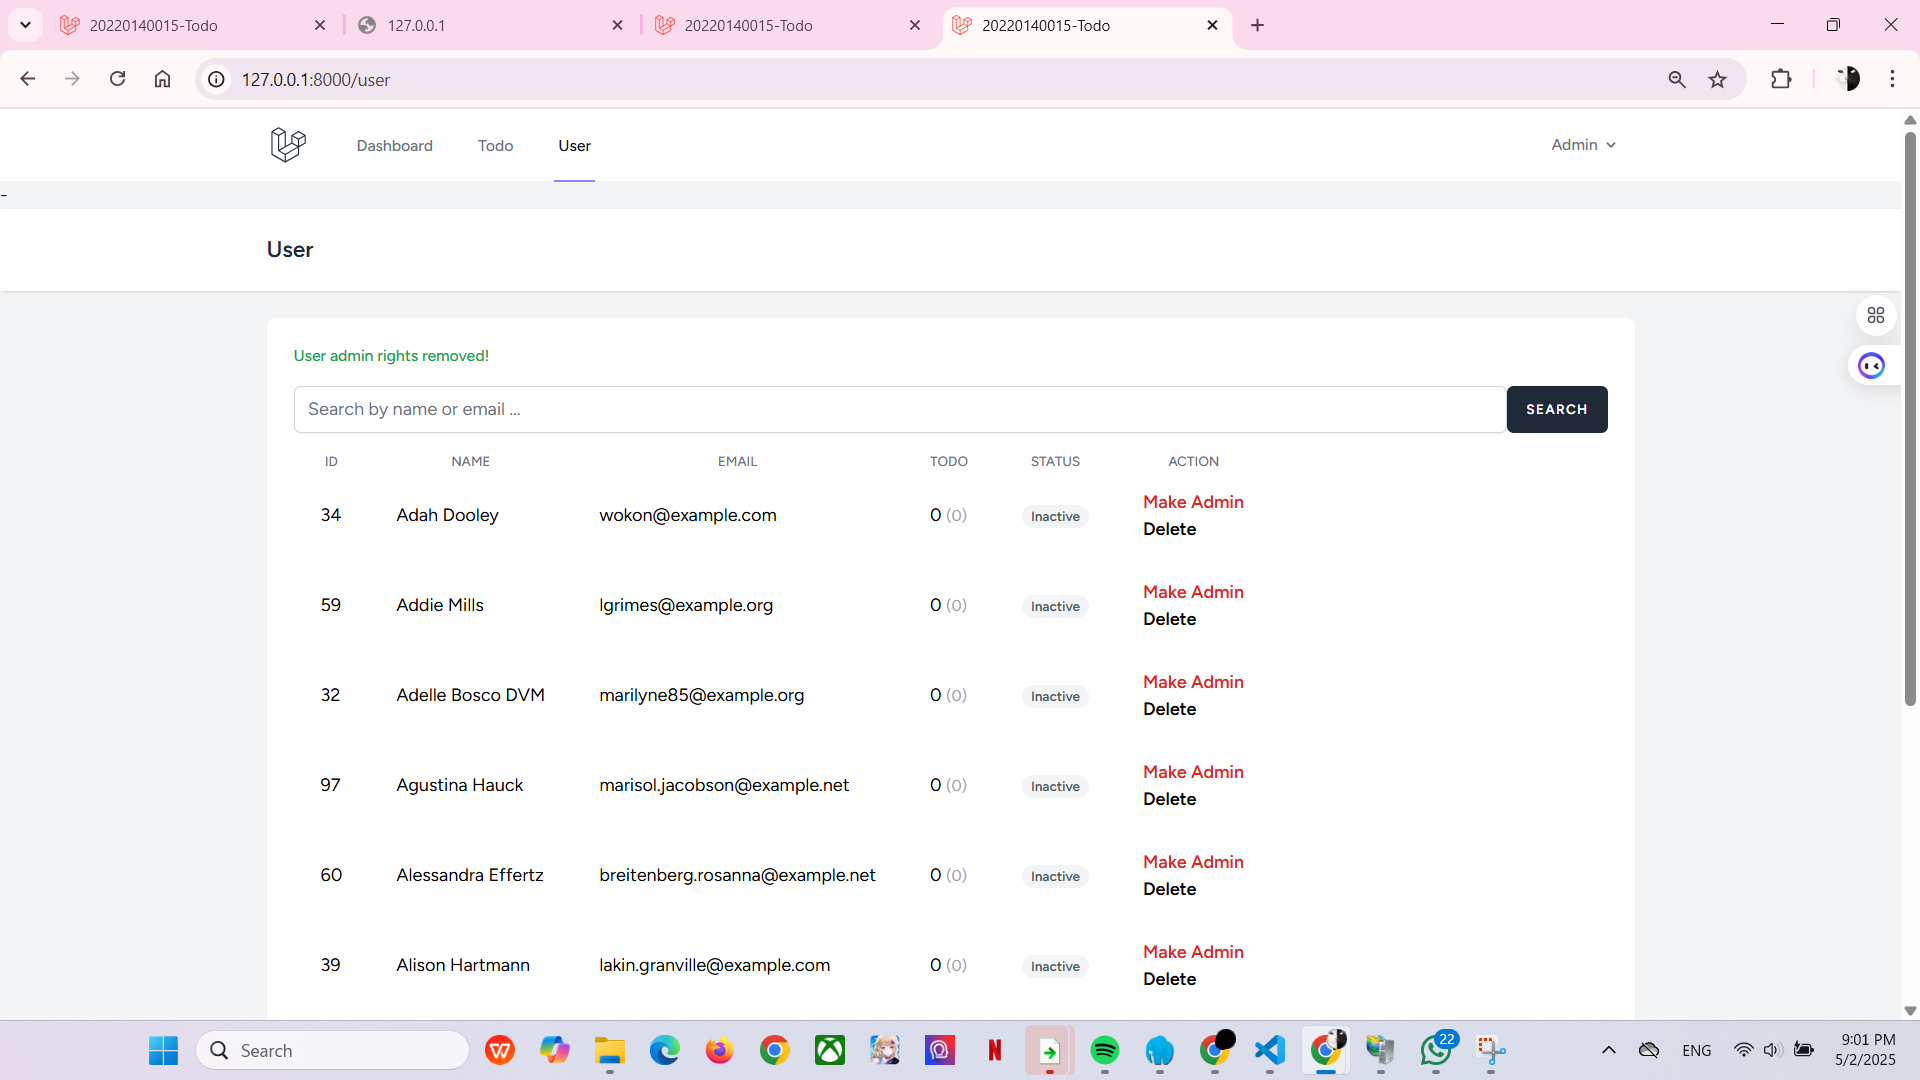 20220140015-Todo
127.0.0.1
20220140015-Todo
20220140015-Todo
127.0.0.1:8000/user
Dashboard Todo User Admin
-
User
User admin rights removed!
Search by name or email ... SEARCH
ID NAME EMAIL TODO STATUS ACTION
34 Adah Dooley wokon@example.com 0 (0) Inactive Make Admin
Delete
59 Addie Mills lgrimes@example.org 0 (0) Inactive Make Admin
Delete
32 Adelle Bosco DVM marilyne85@example.org 0 (0) Inactive Make Admin
Delete
97 Agustina Hauck marisol.jacobson@example.net 0 (0) Inactive Make Admin
Delete
60 Alessandra Effertz breitenberg.rosanna@example.net 0 (0) Inactive Make Admin
Delete
39 Alison Hartmann lakin.granville@example.com 0 (0) Inactive Make Admin
Delete
Search 22 ENG 9:01 PM
5/2/2025